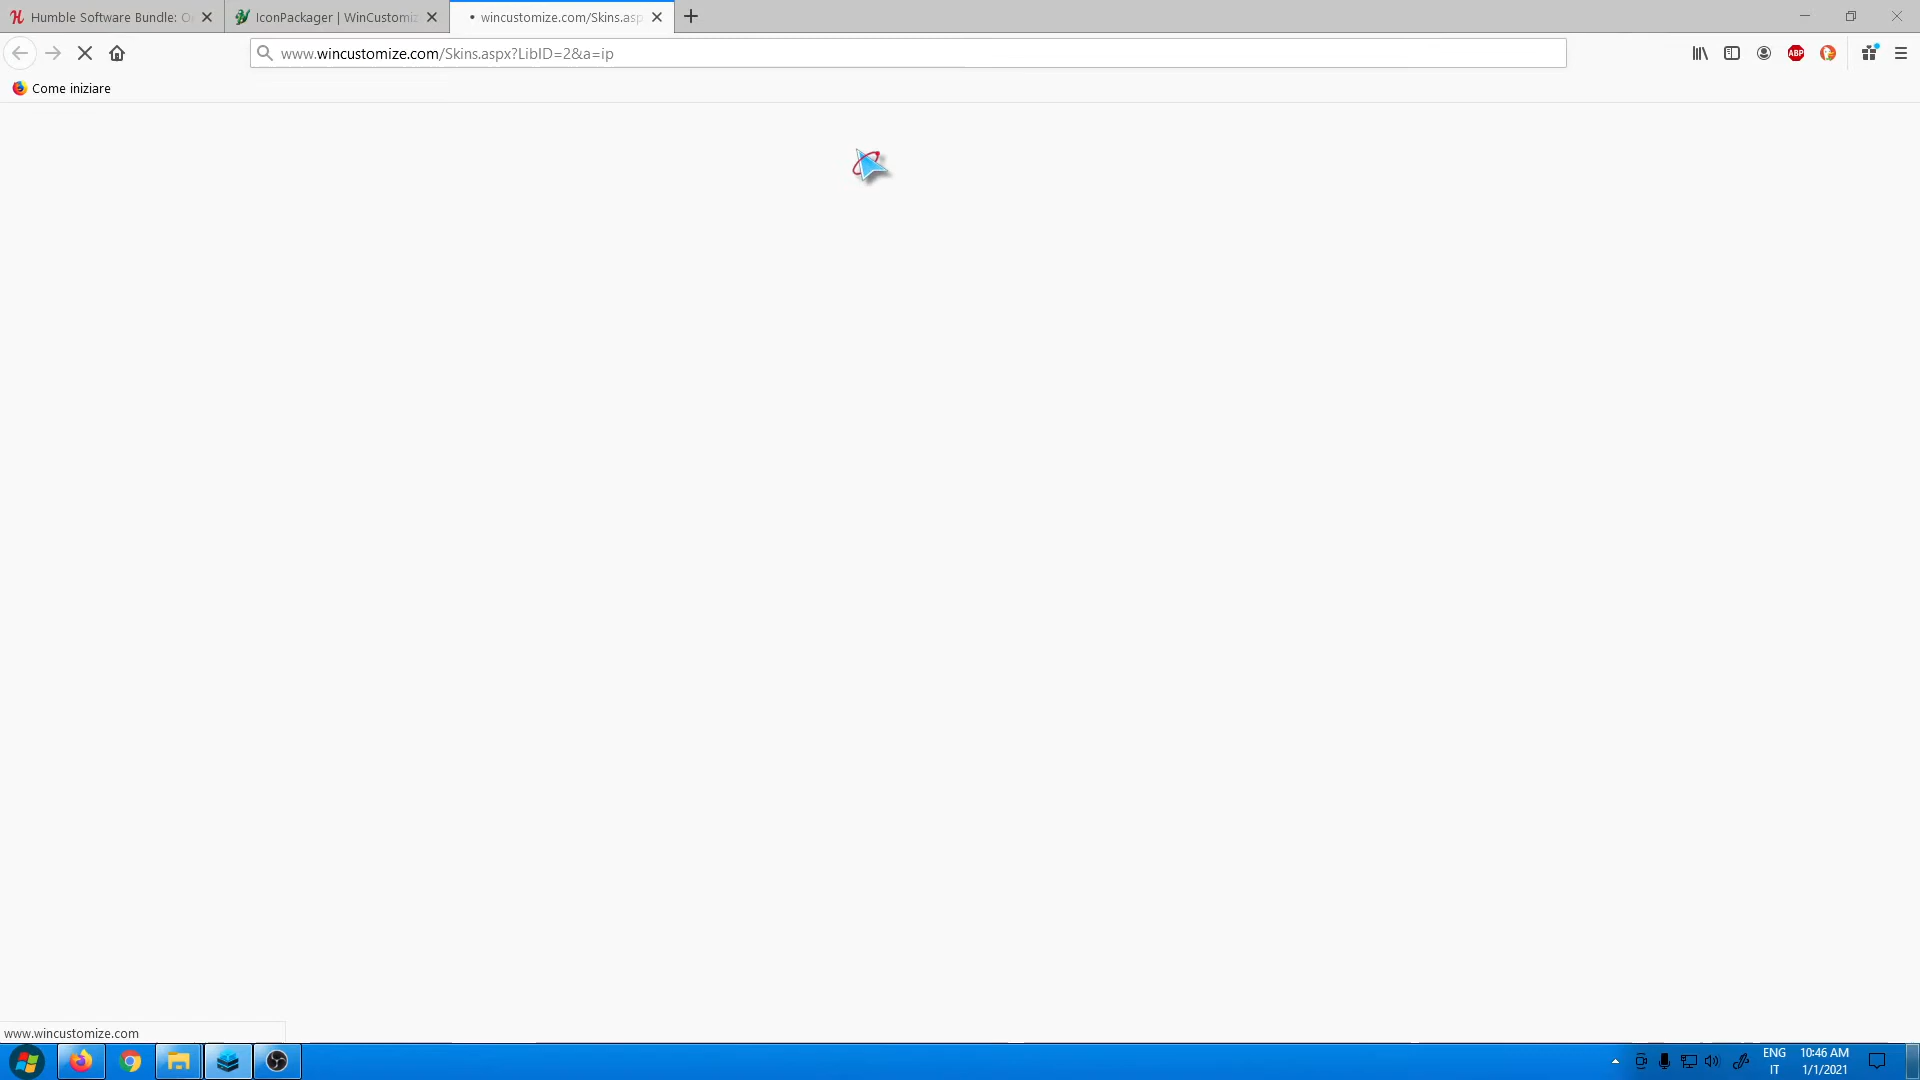 Humble Software Bundle: O
IconPackager | WinCustomiz
wincustomize.com/Skins.asp
www.wincustomize.com/Skins.aspx?LibID=2&a=ip
ABP
Come iniziare
www.wincustomize.com
ENG
IT
10:46 AM
1/1/2021